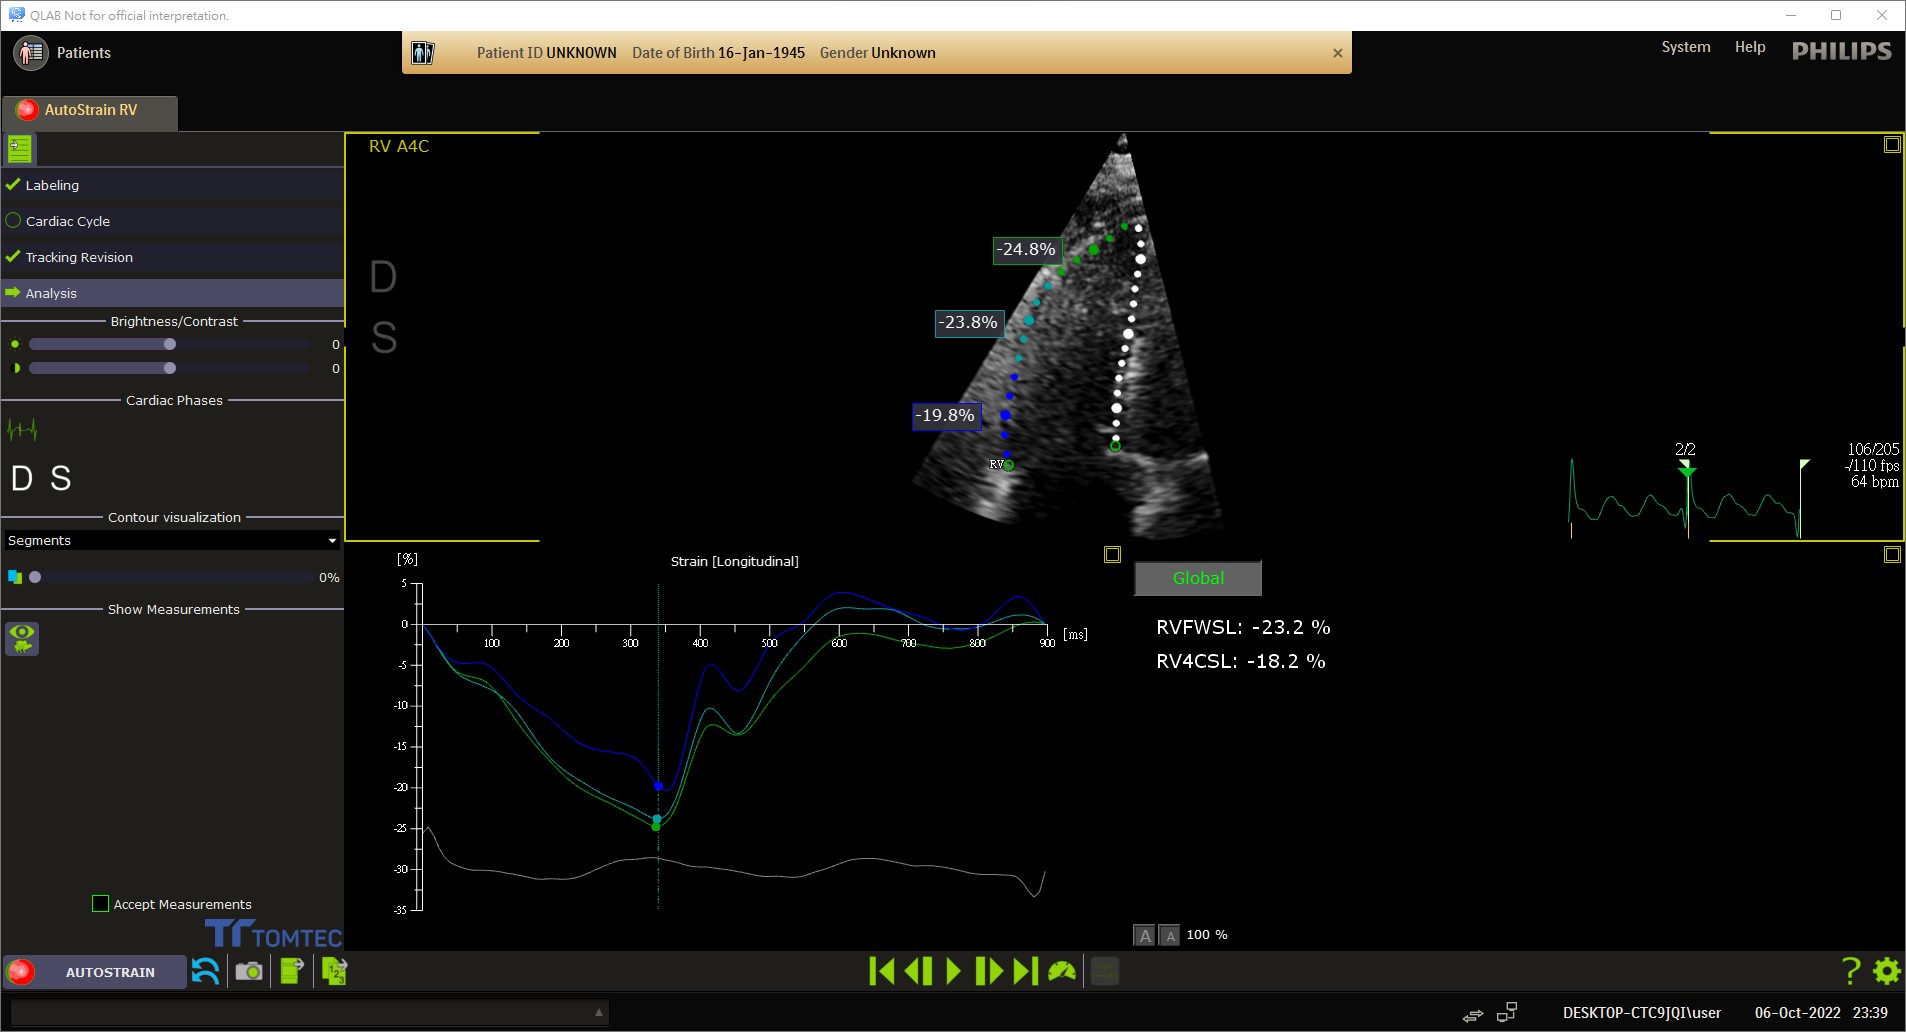 QLAB Not for official interpretation.
Patients
Patient ID UNKNOWN Date of Birth 16-Jan-1945 Gender Unknown
System Help PHILIPS
AutoStrain RV
Labeling
Cardiac Cycle
Tracking Revision
Analysis
Brightness/Contrast
0
0
Cardiac Phases
D S
Contour visualization
Segments
0%
Show Measurements
Accept Measurements
TOMTEC
RV A4C
D
S
-24.8%
-23.8%
-19.8%
RV
2/2
106/205
-/110 fps
64 bpm
[%]
Strain [Longitudinal]
5
0
-5
-10
-15
-20
-25
-30
-35
100 200 300 400 500 600 700 800 900
[ms]
Global
RVFWSL: -23.2 %
RV4CSL: -18.2 %
A A 100 %
AUTOSTRAIN
1 2 3
?
DESKTOP-CTC9JQI\user 06-Oct-2022 23:39